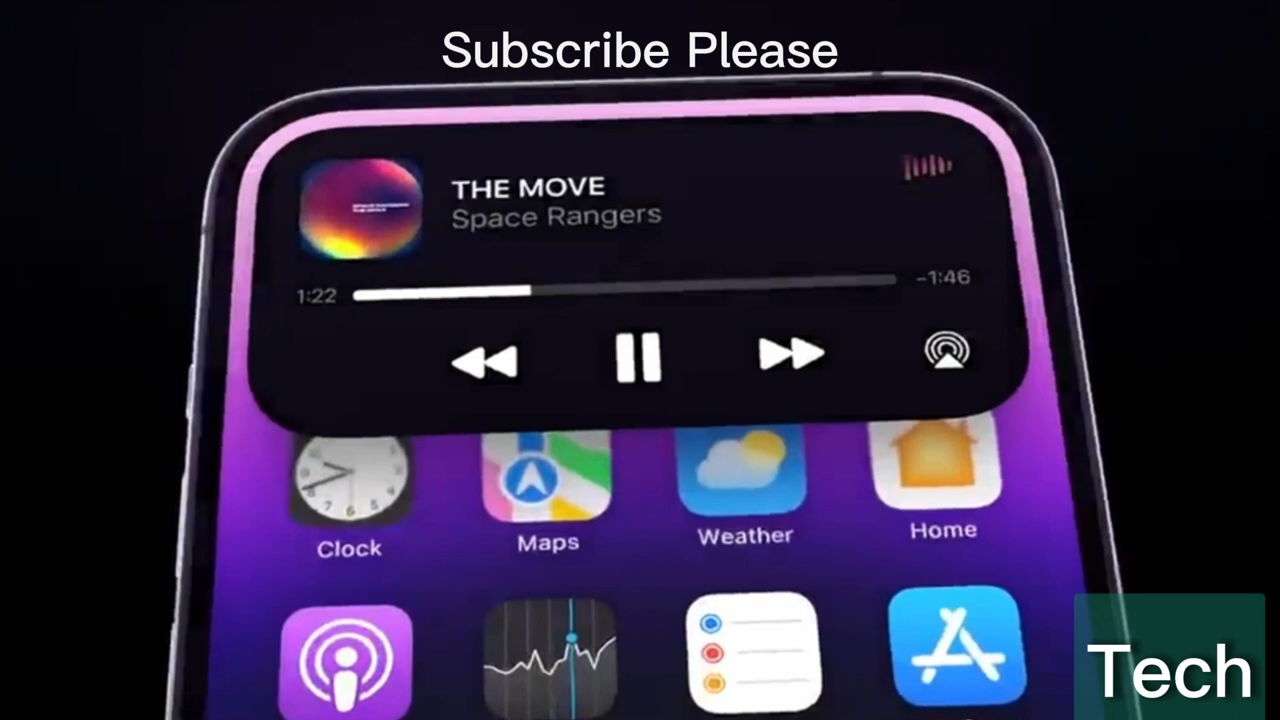 Subscribe Please
THE MOVE
Space Rangers
1:22
-1:46
Clock
Maps
Weather
Home
Tech